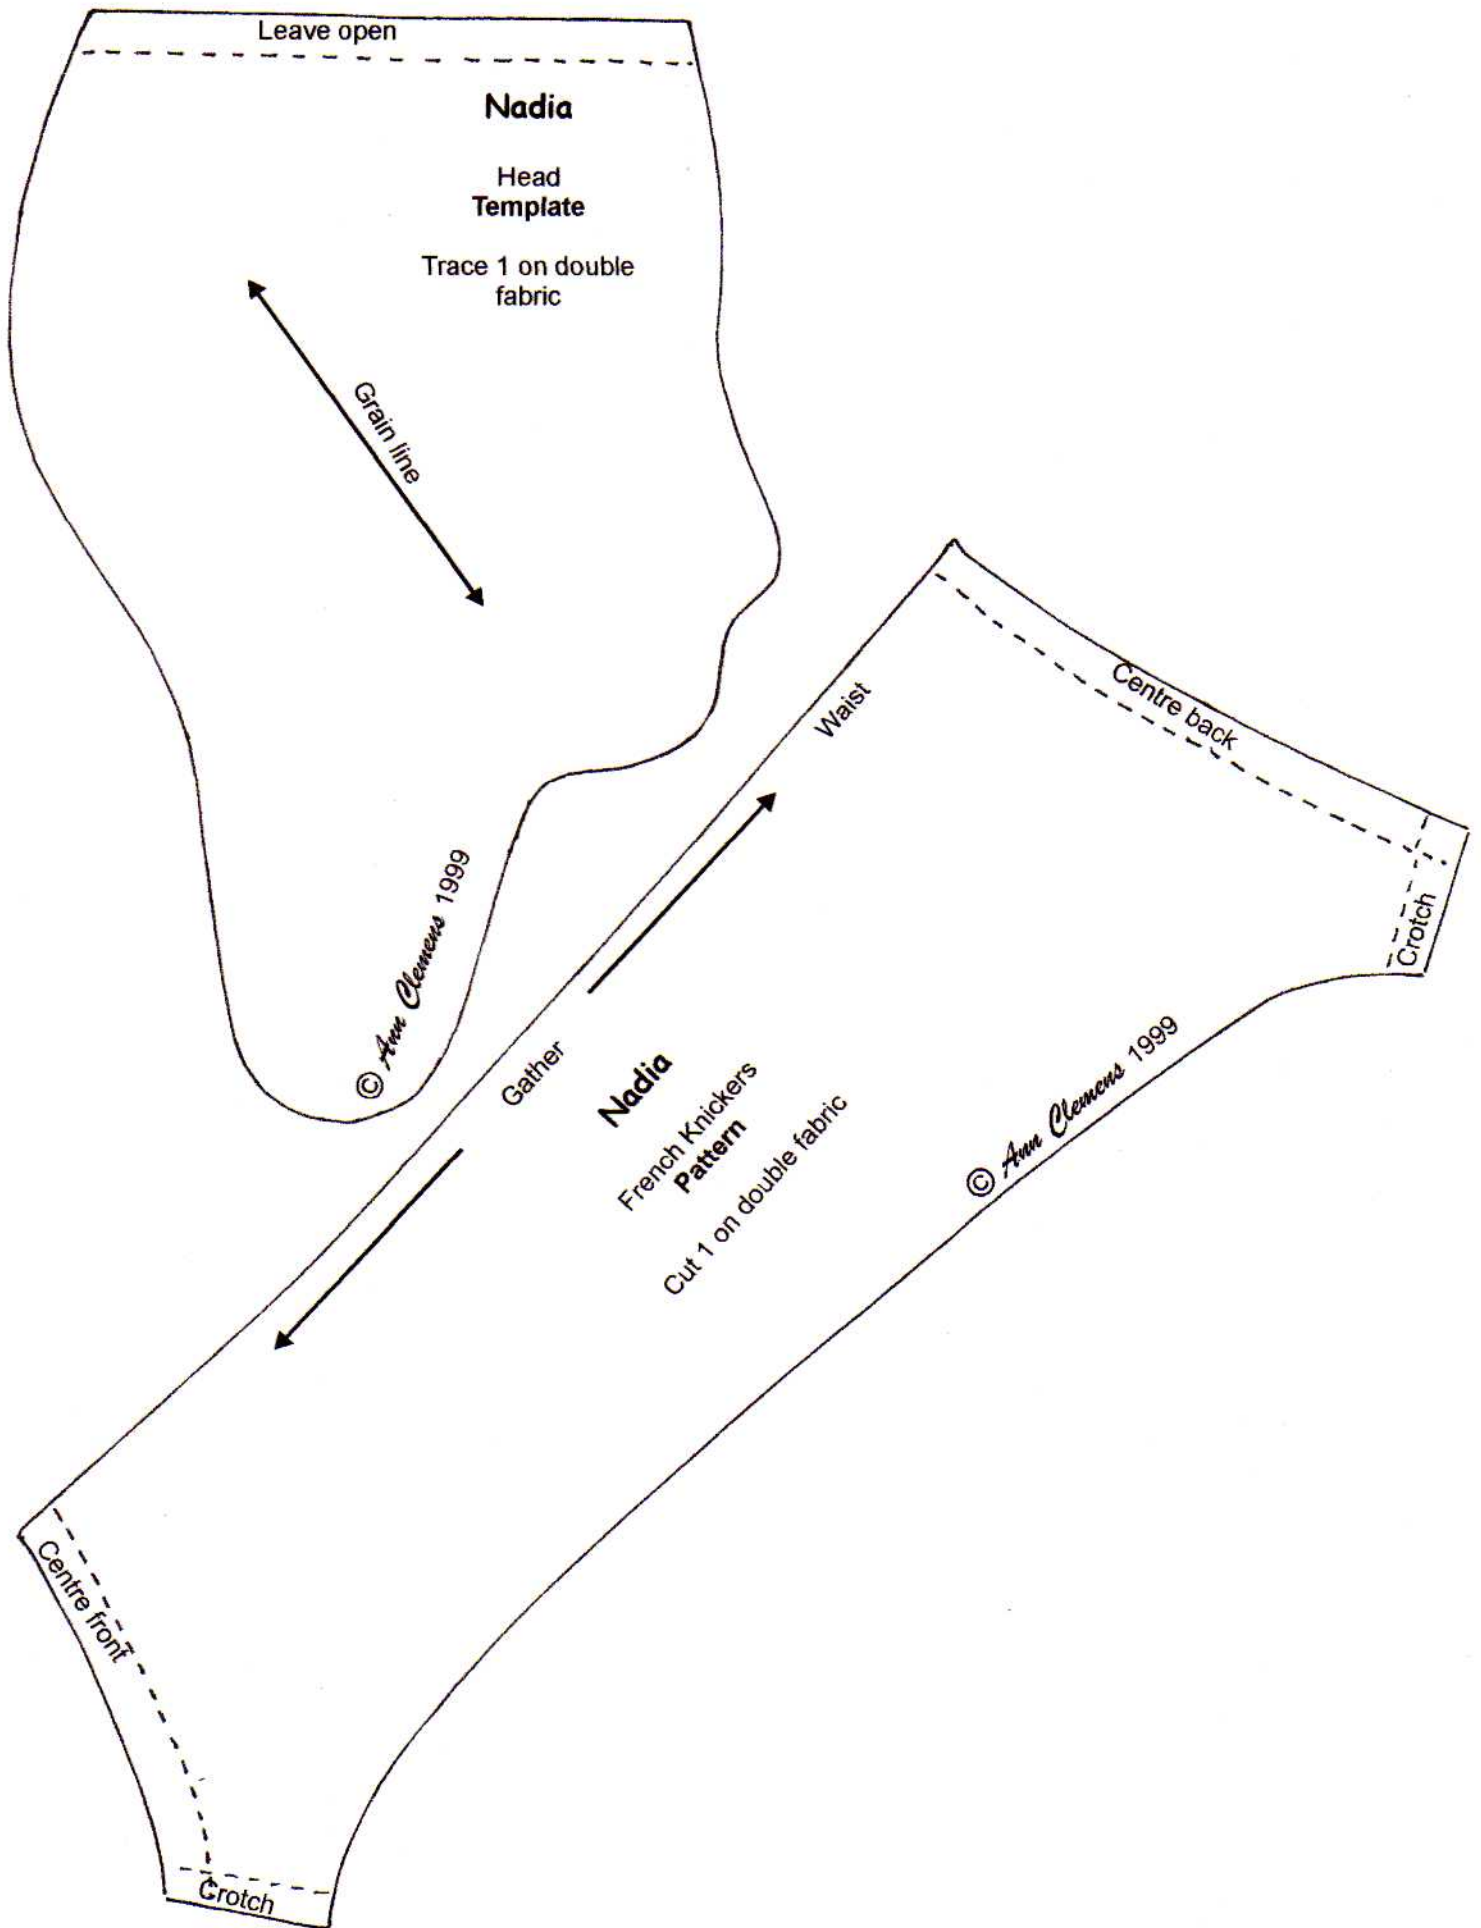 Leave open
Nadia
Head
Template
Trace 1 on double
fabric
Grain line
© Ann Clemens 1999
Waist
Centre back
Crotch
Gather
Nadia
French Knickers
Pattern
Cut 1 on double fabric
© Ann Clemens 1999
Centre front
Crotch